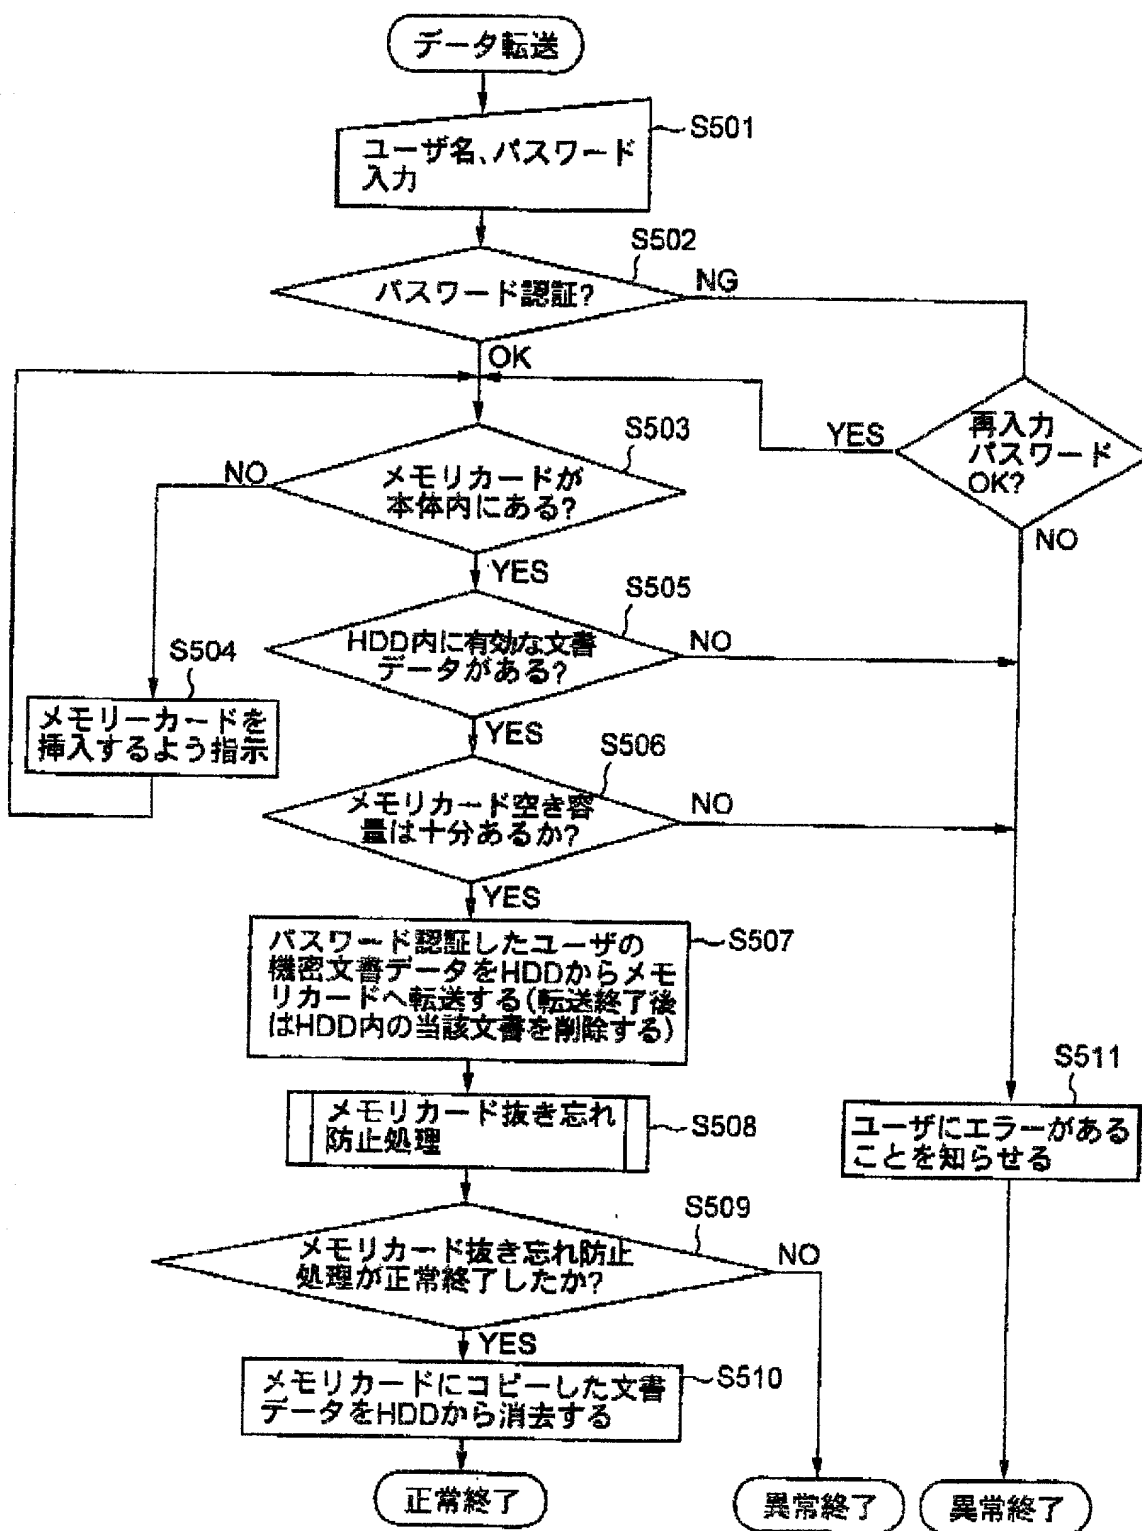 データ転送
S501
ユーザ名、パスワード
入力
S502
パスワード認証?
NG
OK
再入力
パスワード
OK?
YES
NO
S503
メモリカードが
本体内にある?
NO
YES
S504
メモリーカードを
挿入するよう指示
S505
HDD内に有効な文書
データがある?
NO
YES
S506
メモリカード空き容
量は十分あるか?
NO
YES
S507
パスワード認証したユーザの
機密文書データをHDDからメモ
リカードへ転送する(転送終了後
はHDD内の当該文書を削除する)
S508
メモリカード抜き忘れ
防止処理
S509
メモリカード抜き忘れ防止
処理が正常終了したか?
NO
YES
S510
メモリカードにコピーした文書
データをHDDから消去する
S511
ユーザにエラーがある
ことを知らせる
正常終了
異常終了
異常終了